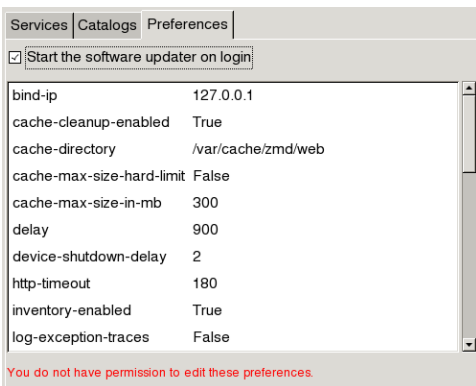 Services Catalogs Preferences
Start the software updater on login
bind-ip 127.0.0.1
cache-cleanup-enabled True
cache-directory /var/cache/zmd/web
cache-max-size-hard-limit False
cache-max-size-in-mb 300
delay 900
device-shutdown-delay 2
http-timeout 180
inventory-enabled True
log-exception-traces False
You do not have permission to edit these preferences.